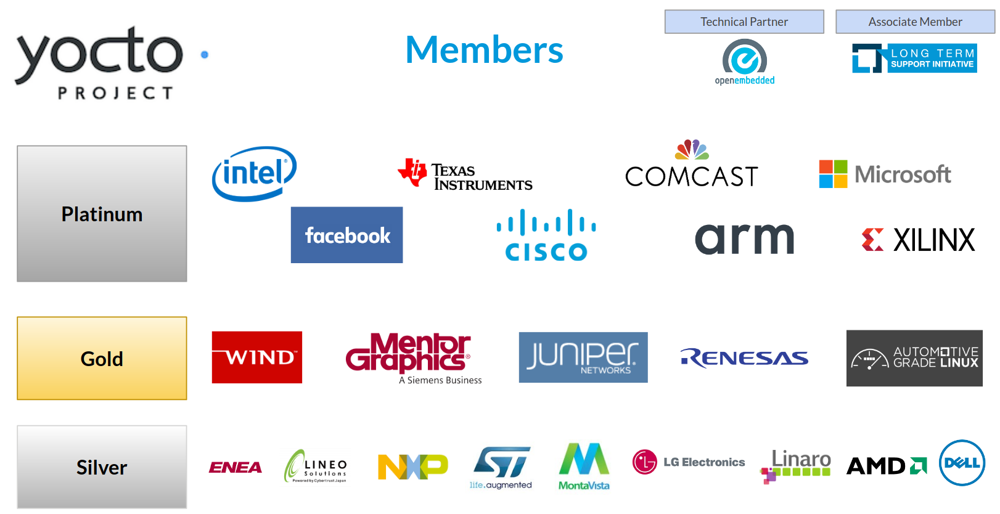 yocto
PROJECT
Members
Technical Partner
openembedded
Associate Member
LONG TERM
SUPPORT INITIATIVE
Platinum
intel®
TEXAS
INSTRUMENTS
COMCAST
Microsoft
facebook
CISCO
arm
XILINX
Gold
WIND™
Mentor
Graphics®
A Siemens Business
JUNIPER
NETWORKS
RENESAS
AUTOMOTIVE
GRADE LINUX
Silver
ENEA
LINEO
Solutions
Powered by Cybertrust Japan
NXP
ST
life.augmented
MontaVista
LG Electronics
Linaro
AMD
DELL